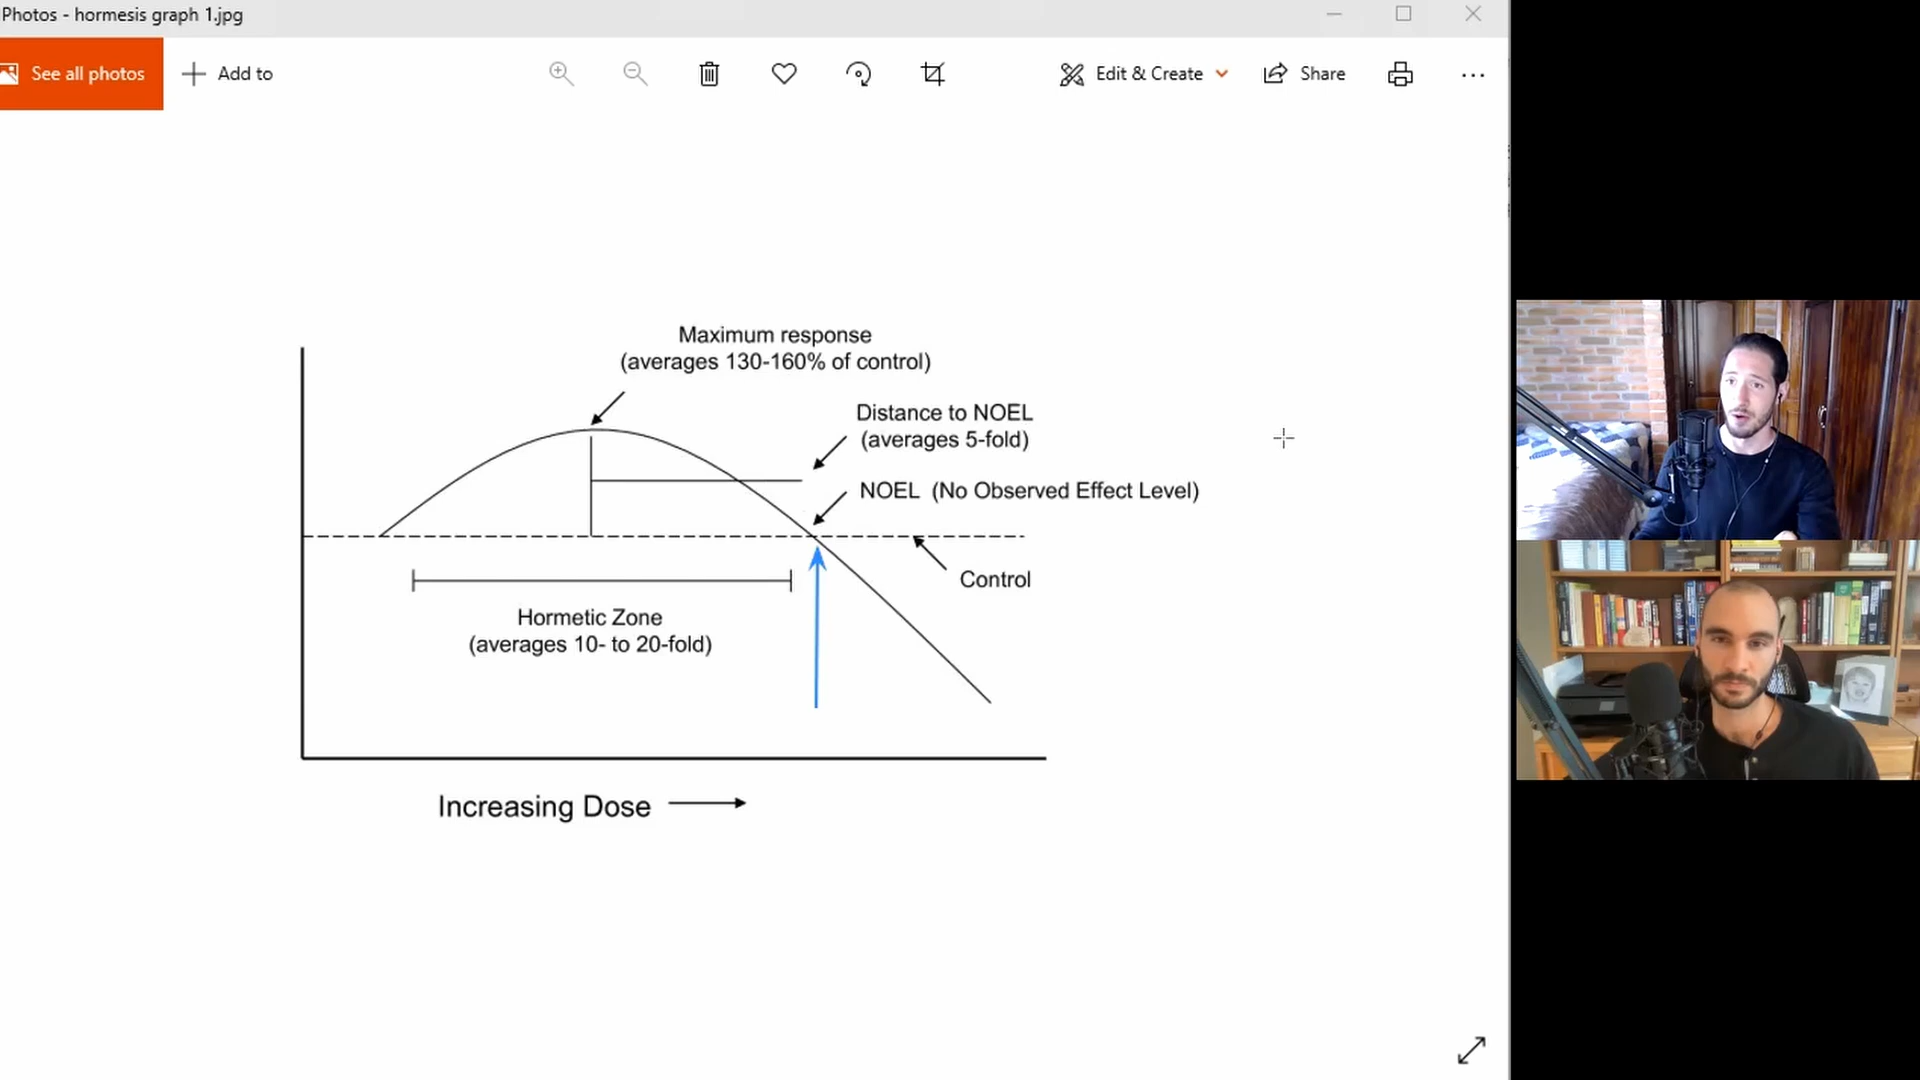 Photos - hormesis graph 1.jpg
See all photos
Add to
Edit & Create
Share
Maximum response
(averages 130-160% of control)
Distance to NOEL
(averages 5-fold)
NOEL (No Observed Effect Level)
Control
Hormetic Zone
(averages 10- to 20-fold)
Increasing Dose